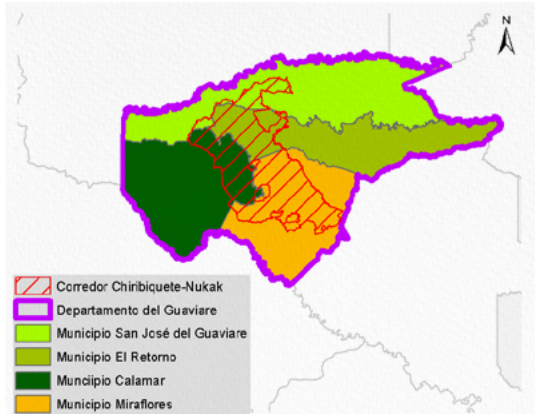 N
Corredor Chiribiquete-Nukak
Departamento del Guaviare
Municipio San José del Guaviare
Municipio El Retorno
Munciipio Calamar
Municipio Miraflores